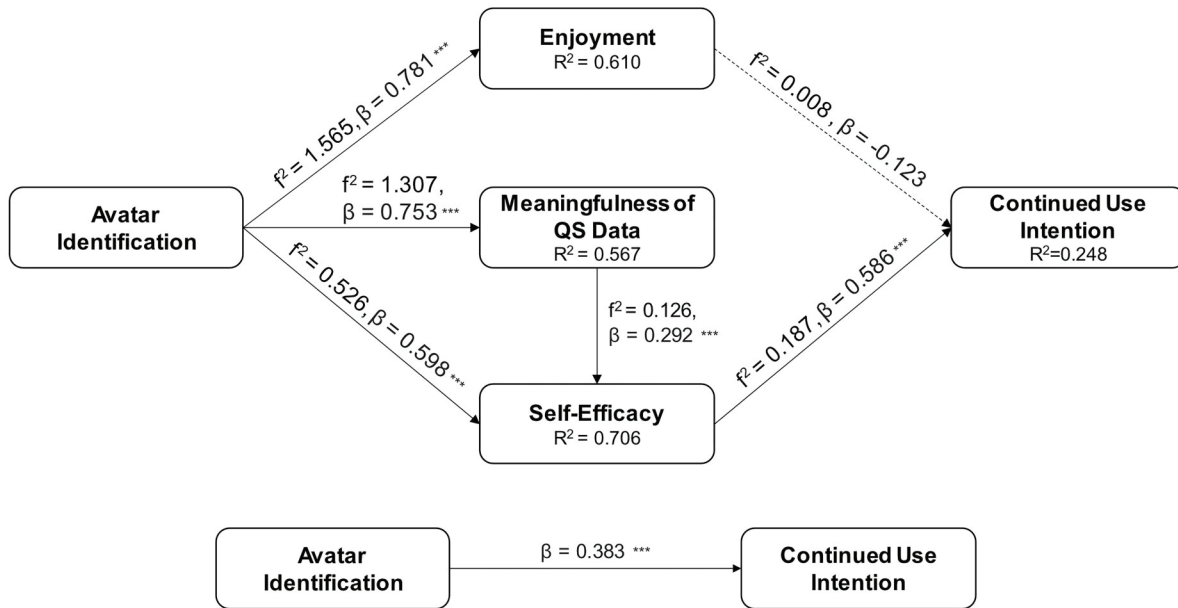 Enjoyment
R² = 0.610
f² = 1.565, β = 0.781 ***
f² = 0.008, β = -0.123
Avatar
Identification
f² = 1.307,
β = 0.753 ***
Meaningfulness of
QS Data
R² = 0.567
Continued Use
Intention
R²=0.248
f² = 0.526, β = 0.598 ***
f² = 0.126,
β = 0.292 ***
f² = 0.187, β = 0.586 ***
Self-Efficacy
R² = 0.706
Avatar
Identification
β = 0.383 ***
Continued Use
Intention